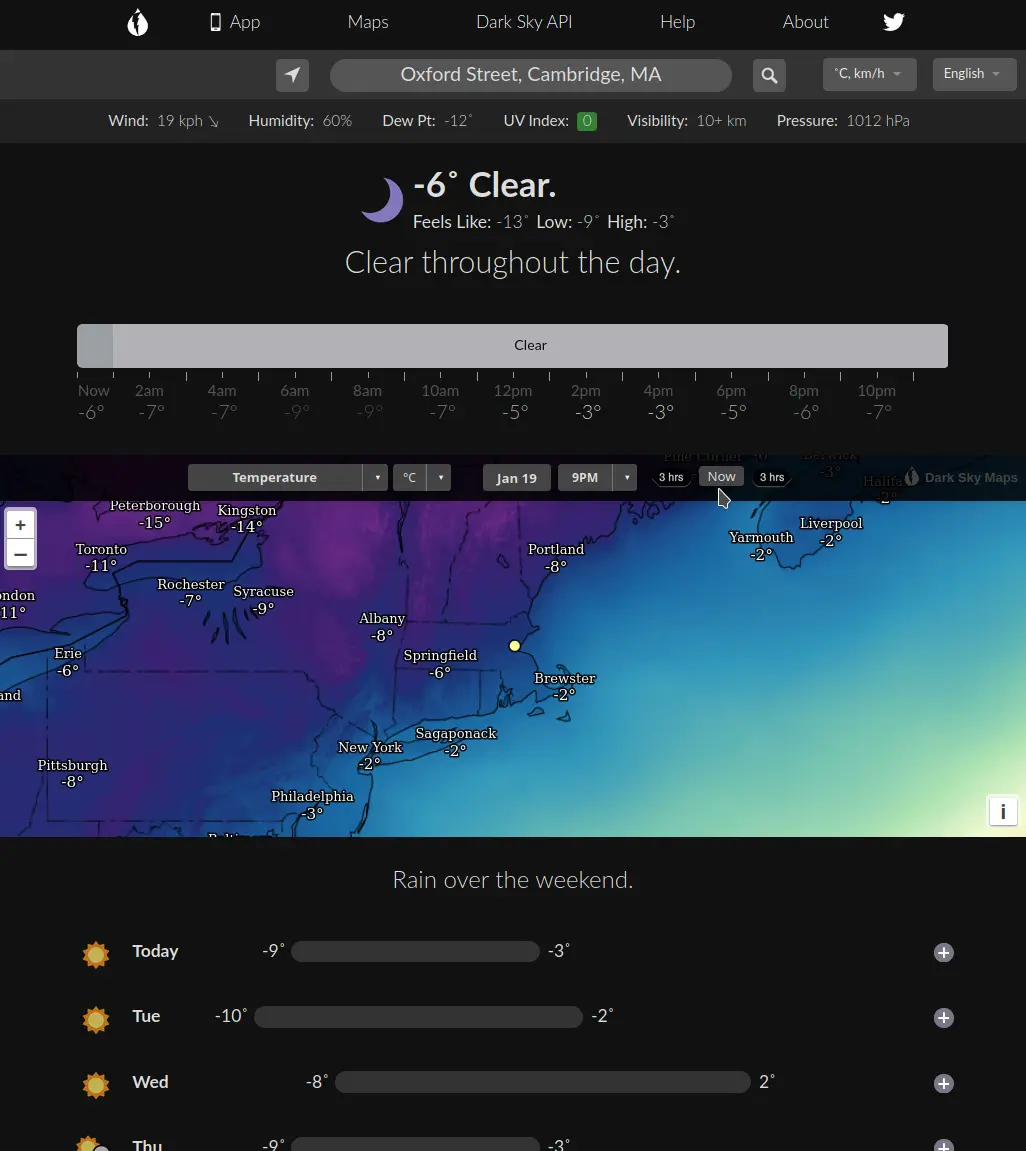 App Maps Dark Sky API Help About
Oxford Street, Cambridge, MA ˚C, km/h English
Wind: 19 kph Humidity: 60% Dew Pt: -12˚ UV Index: 0 Visibility: 10+ km Pressure: 1012 hPa
-6˚ Clear.
Feels Like: -13˚ Low: -9˚ High: -3˚
Clear throughout the day.
Clear
Now 2am 4am 6am 8am 10am 12pm 2pm 4pm 6pm 8pm 10pm
-6° -7° -7° -9° -9° -7° -5° -3° -3° -5° -6° -7°
Temperature °C Jan 19 9PM 3 hrs Now 3 hrs Dark Sky Maps
-3°
-2°
Peterborough
-15°
Kingston
-14°
+
–
Toronto
-11°
Rochester
-7°
Syracuse
-9°
Portland
-8°
Yarmouth
-2°
Liverpool
-2°
ondon
11°
Albany
-8°
Erie
-6°
Springfield
-6°
Brewster
-2°
and
Sagaponack
-2°
New York
-2°
Pittsburgh
-8°
Philadelphia
-3°
i
Rain over the weekend.
Today -9˚ -3˚
Tue -10˚ -2˚
Wed -8˚ 2˚
Thu -9˚ -3˚